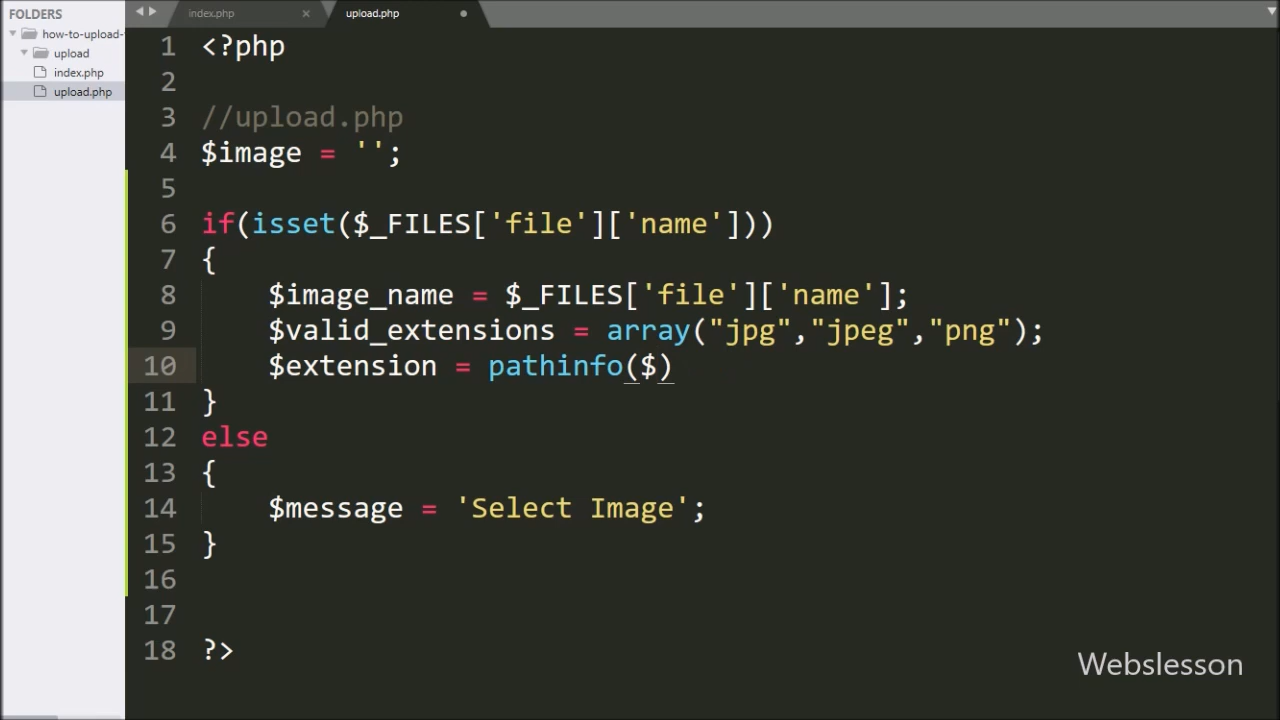 FOLDERS
how-to-upload-
upload
index.php
upload.php
index.php
upload.php
1 <?php
2
3 //upload.php
4 $image = '';
5
6 if(isset($_FILES['file']['name']))
7 {
8 $image_name = $_FILES['file']['name'];
9 $valid_extensions = array("jpg","jpeg","png");
10 $extension = pathinfo($)
11 }
12 else
13 {
14 $message = 'Select Image';
15 }
16
17
18 ?>
Webslesson